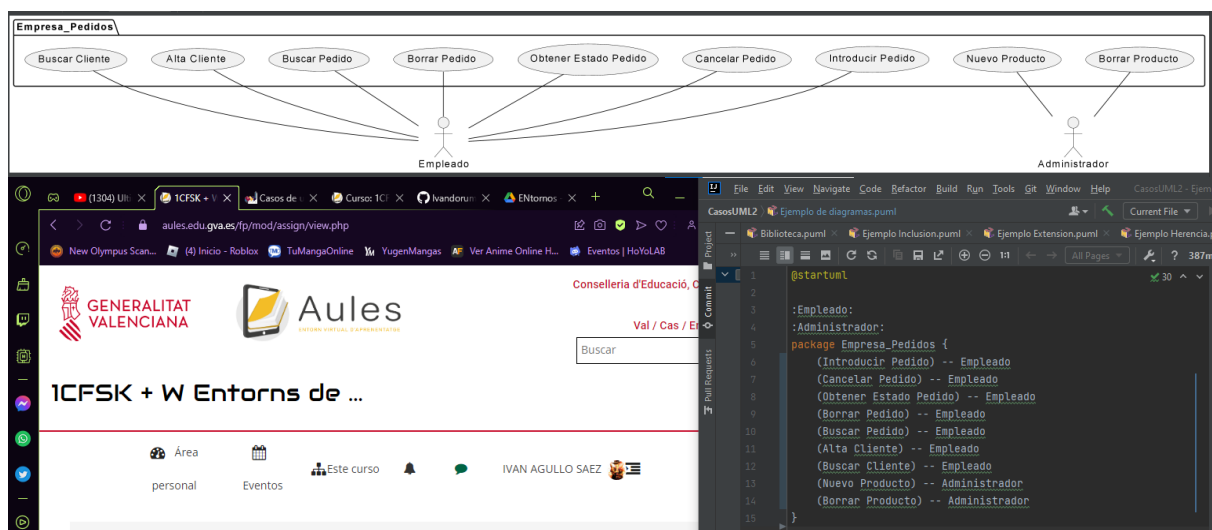 Empresa_Pedidos
Buscar Cliente
Alta Cliente
Buscar Pedido
Borrar Pedido
Obtener Estado Pedido
Cancelar Pedido
Introducir Pedido
Nuevo Producto
Borrar Producto
Empleado
Administrador
(1304) Ult
1CFSK + V
Casos de
Curso: 1CF
Ivandorun
ENtornos
aules.edu.gva.es/fp/mod/assign/view.php
New Olympus Scan...
(4) Inicio - Roblox
TuMangaOnline
YugenMangas
Ver Anime Online H...
Eventos | HoYoLAB
GENERALITAT
VALENCIANA
Aules
ENTORN VIRTUAL D'APRENENTATGE
Conselleria d'Educació, C
Val / Cas / En
Buscar
1CFSK + W Entorns de ...
Área
personal
Eventos
Este curso
IVAN AGULLO SAEZ
File Edit View Navigate Code Refactor Build Run Tools Git Window Help
CasosUML2 - Ejem
CasosUML2
Ejemplo de diagramas.puml
Current File
Biblioteca.puml
Ejemplo Inclusion.puml
Ejemplo Extension.puml
Ejemplo Herencia.
1:1
All Pages
387m
Project
Commit
Pull Requests
30
1 @startuml
2
3 :Empleado:
4 :Administrador:
5 package Empresa_Pedidos {
6 (Introducir Pedido) -- Empleado
7 (Cancelar Pedido) -- Empleado
8 (Obtener Estado Pedido) -- Empleado
9 (Borrar Pedido) -- Empleado
10 (Buscar Pedido) -- Empleado
11 (Alta Cliente) -- Empleado
12 (Buscar Cliente) -- Empleado
13 (Nuevo Producto) -- Administrador
14 (Borrar Producto) -- Administrador
15 }